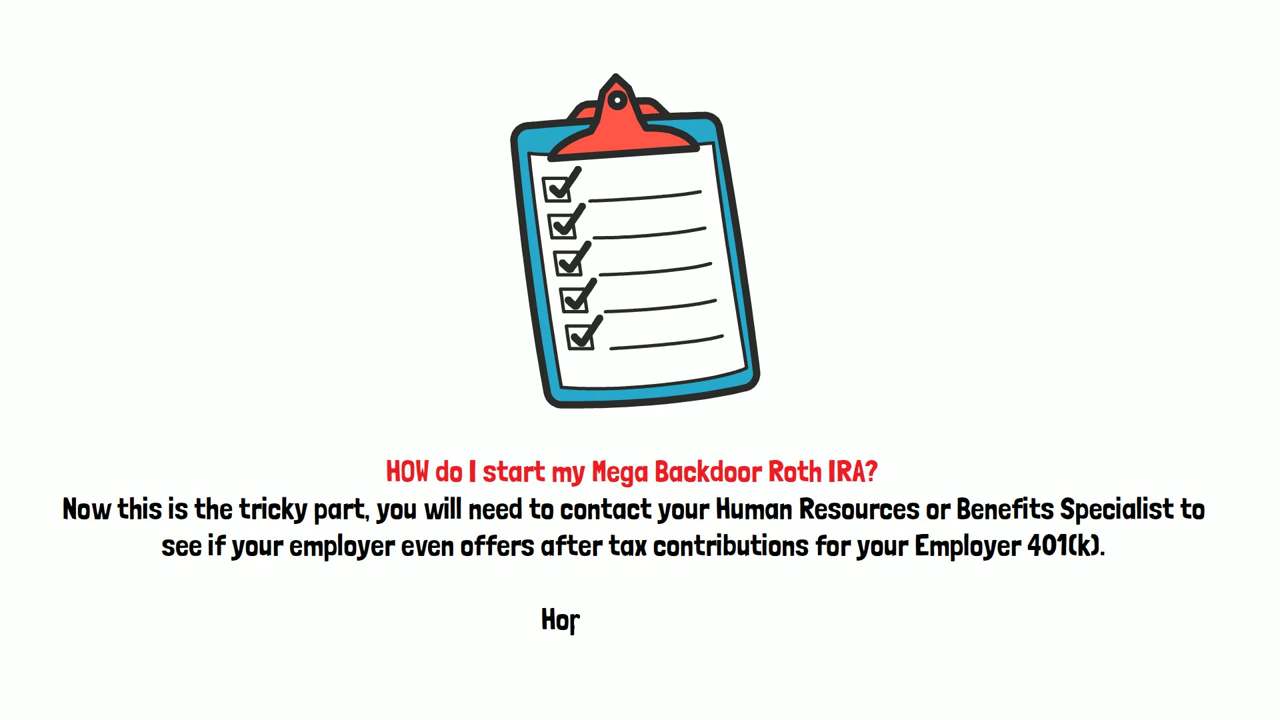 HOW do I start my Mega Backdoor Roth IRA?
Now this is the tricky part, you will need to contact your Human Resources or Benefits Specialist to
see if your employer even offers after tax contributions for your Employer 401(k).